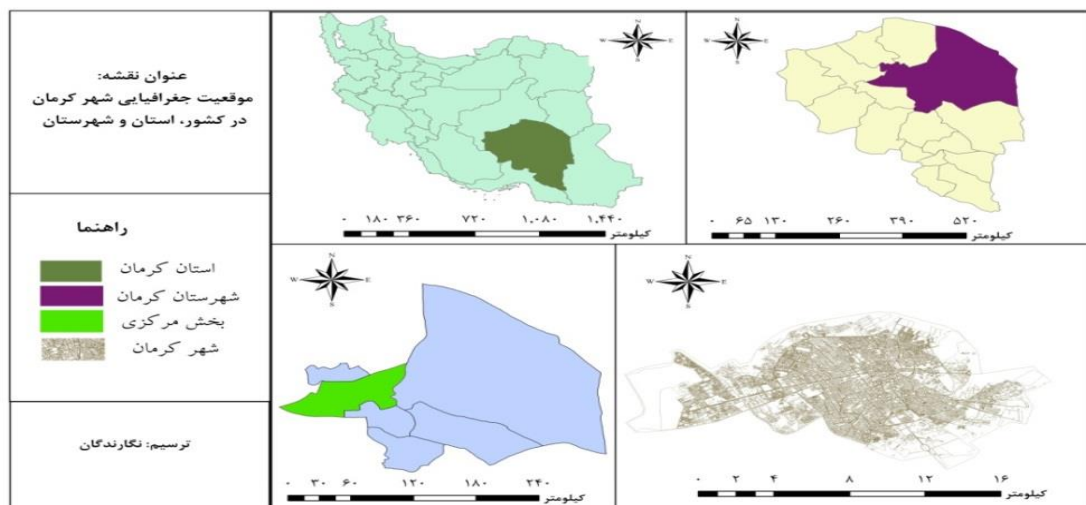 عنوان نقشه:
موقعیت جغرافیایی شهر کرمان
در کشور، استان و شهرستان
راهنما
استان کرمان
شهرستان کرمان
بخش مرکزی
شهر کرمان
ترسیم: نگارندگان
N
W E
S
۰ ۱۸۰ ۳۶۰ ۷۲۰ ۱،۰۸۰ ۱،۴۴۰
کیلومتر
N
W E
S
۰ ۶۵ ۱۳۰ ۲۶۰ ۳۹۰ ۵۲۰
کیلومتر
N
W E
S
۰ ۳۰ ۶۰ ۱۲۰ ۱۸۰ ۲۴۰
کیلومتر
N
W E
S
۰ ۲ ۴ ۸ ۱۲ ۱۶
کیلومتر